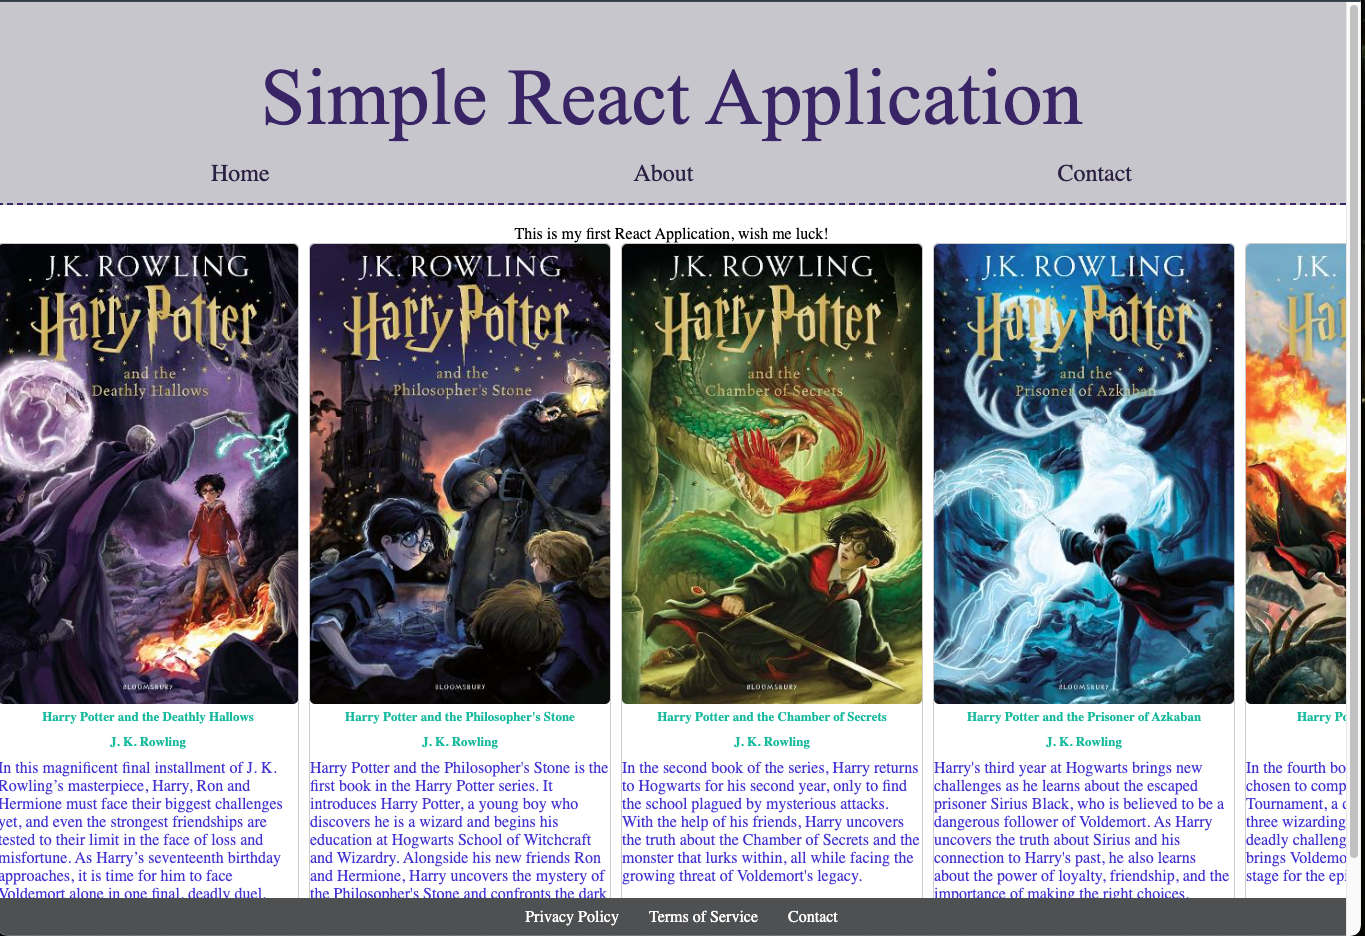 Simple React Application
Home
About
Contact
This is my first React Application, wish me luck!
J.K. ROWLING
Harry Potter
and the
Deathly Hallows
BLOOMSBURY
Harry Potter and the Deathly Hallows
J. K. Rowling
In this magnificent final installment of J. K.
Rowling’s masterpiece, Harry, Ron and
Hermione must face their biggest challenges
yet, and even the strongest friendships are
tested to their limit in the face of loss and
misfortune. As Harry’s seventeenth birthday
approaches, it is time for him to face
Voldemort alone in one final, deadly duel.
J.K. ROWLING
Harry Potter
and the
Philosopher's Stone
BLOOMSBURY
Harry Potter and the Philosopher's Stone
J. K. Rowling
Harry Potter and the Philosopher's Stone is the
first book in the Harry Potter series. It
introduces Harry Potter, a young boy who
discovers he is a wizard and begins his
education at Hogwarts School of Witchcraft
and Wizardry. Alongside his new friends Ron
and Hermione, Harry uncovers the mystery of
the Philosopher's Stone and confronts the dark
J.K. ROWLING
Harry Potter
and the
Chamber of Secrets
BLOOMSBURY
Harry Potter and the Chamber of Secrets
J. K. Rowling
In the second book of the series, Harry returns
to Hogwarts for his second year, only to find
the school plagued by mysterious attacks.
With the help of his friends, Harry uncovers
the truth about the Chamber of Secrets and the
monster that lurks within, all while facing the
growing threat of Voldemort's legacy.
J.K. ROWLING
Harry Potter
and the
Prisoner of Azkaban
BLOOMSBURY
Harry Potter and the Prisoner of Azkaban
J. K. Rowling
Harry's third year at Hogwarts brings new
challenges as he learns about the escaped
prisoner Sirius Black, who is believed to be a
dangerous follower of Voldemort. As Harry
uncovers the truth about Sirius and his
connection to Harry's past, he also learns
about the power of loyalty, friendship, and the
importance of making the right choices.
J.K.
Har
Harry Po
In the fourth bo
chosen to comp
Tournament, a
three wizarding
deadly challeng
brings Voldemo
stage for the epi
Privacy Policy
Terms of Service
Contact